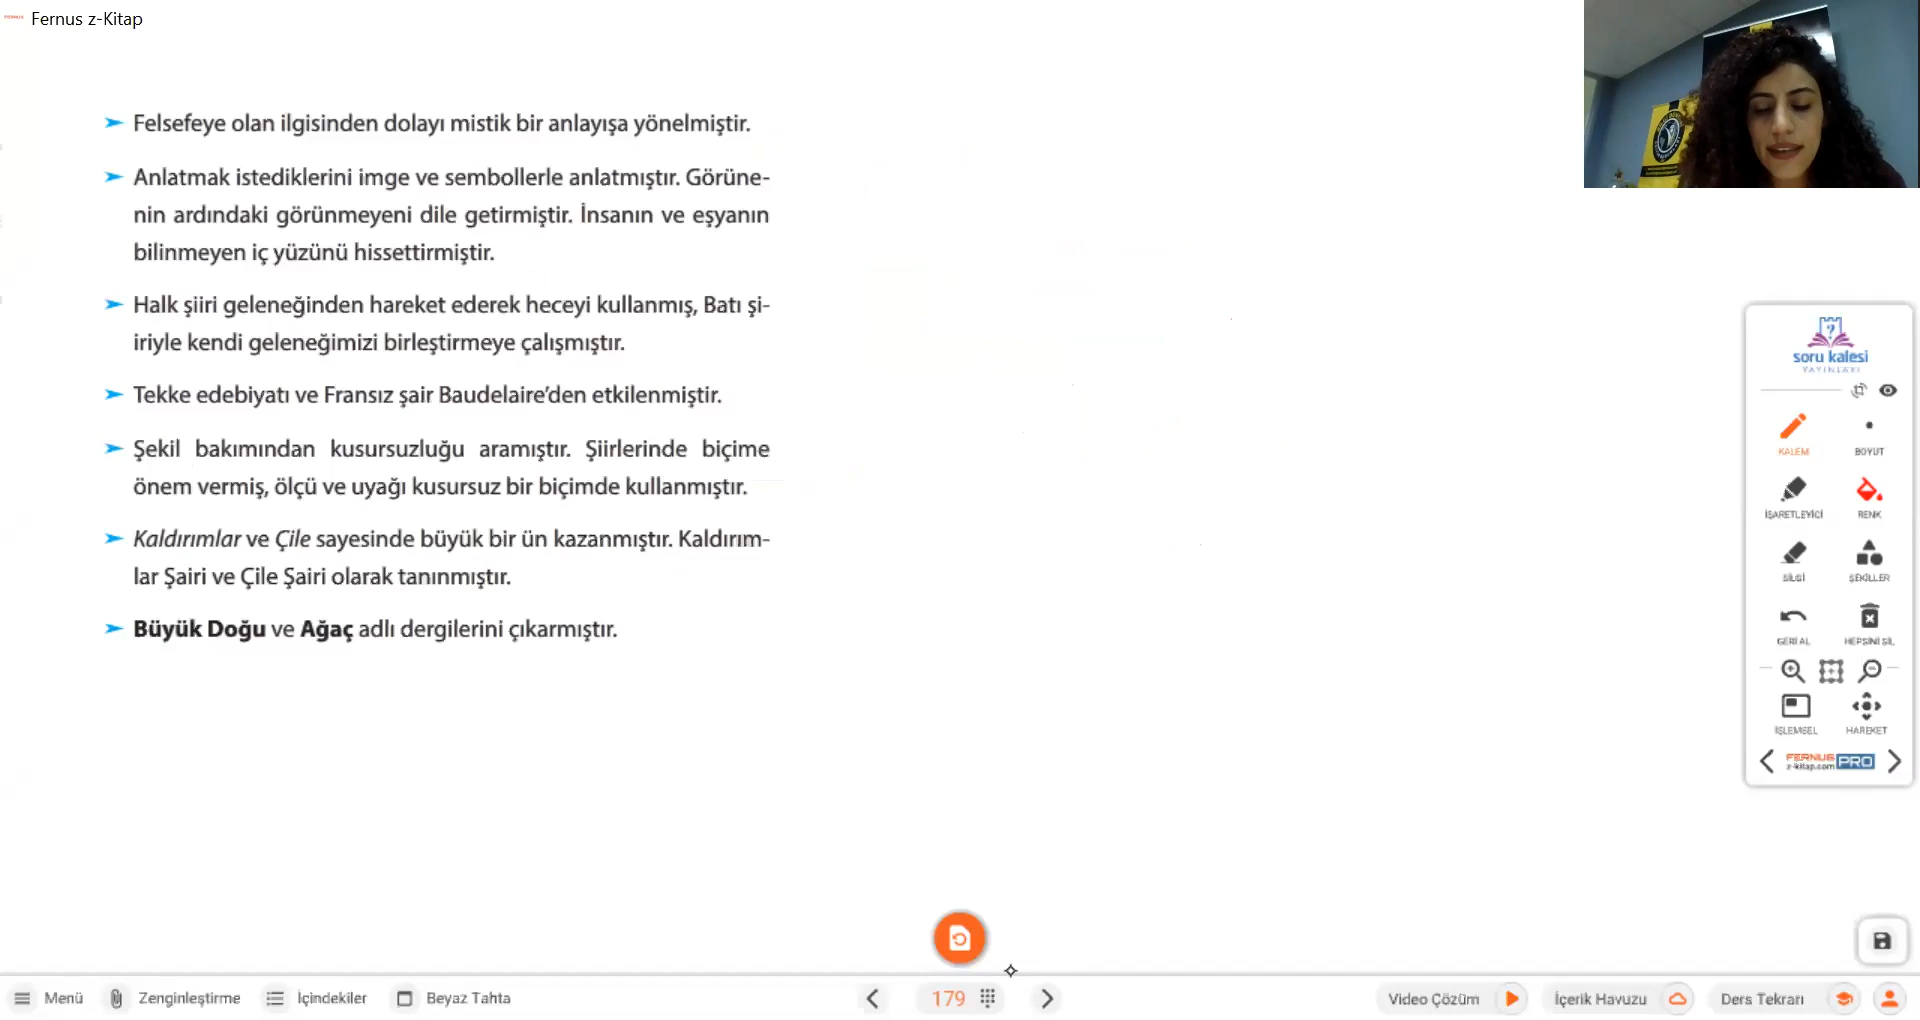 Fernus z-Kitap
➤ Felsefeye olan ilgisinden dolayı mistik bir anlayışa yönelmiştir.
➤ Anlatmak istediklerini imge ve sembollerle anlatmıştır. Görüne-
nin ardındaki görünmeyeni dile getirmiştir. İnsanın ve eşyanın
bilinmeyen iç yüzünü hissettirmiştir.
➤ Halk şiiri geleneğinden hareket ederek heceyi kullanmış, Batı şi-
iriyle kendi geleneğimizi birleştirmeye çalışmıştır.
➤ Tekke edebiyatı ve Fransız şair Baudelaire’den etkilenmiştir.
➤ Şekil bakımından kusursuzluğu aramıştır. Şiirlerinde biçime
önem vermiş, ölçü ve uyağı kusursuz bir biçimde kullanmıştır.
➤ Kaldırımlar ve Çile sayesinde büyük bir ün kazanmıştır. Kaldırım-
lar Şairi ve Çile Şairi olarak tanınmıştır.
➤ Büyük Doğu ve Ağaç adlı dergilerini çıkarmıştır.
soru kalesi
YAYINLARI
KALEM BOYUT
İŞARETLEYİCİ RENK
SİLGİ ŞEKİLLER
GERİ AL HEPSİNİ SİL
İŞLEMSEL HAREKET
FERNUS
z-kitap.com PRO
Menü Zenginleştirme İçindekiler Beyaz Tahta 179 Video Çözüm İçerik Havuzu Ders Tekrarı